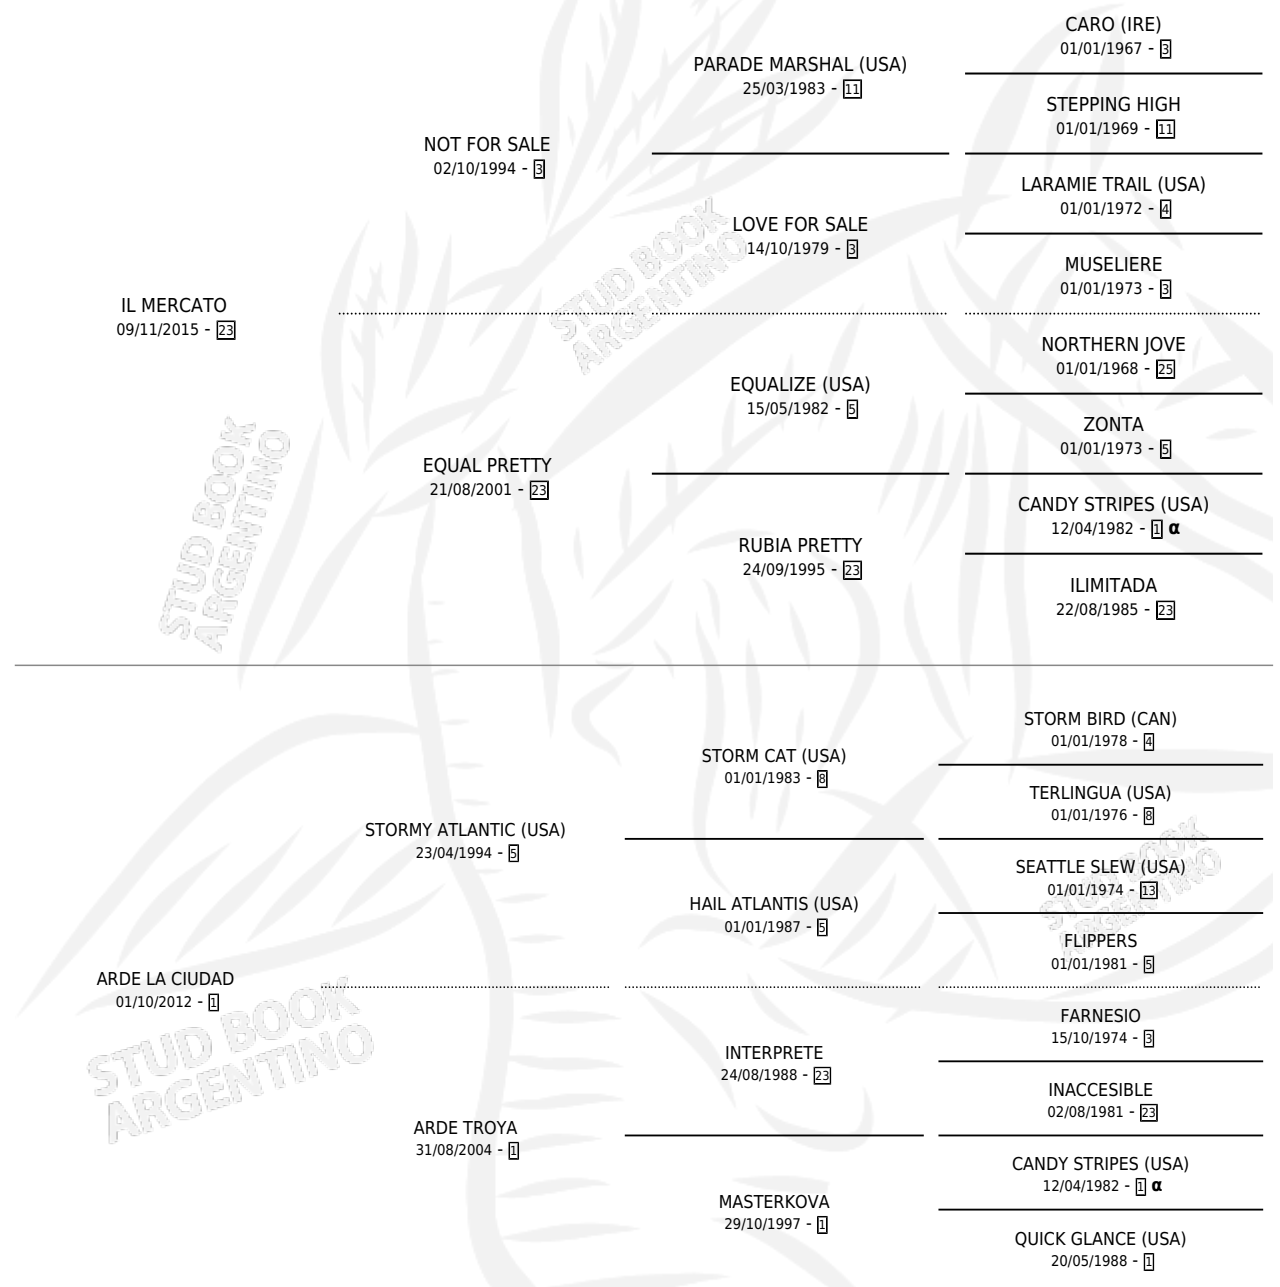 CARO (IRE)
01/01/1967 - 3
PARADE MARSHAL (USA)
25/03/1983 - 11
STEPPING HIGH
01/01/1969 - 11
NOT FOR SALE
02/10/1994 - 3
LARAMIE TRAIL (USA)
01/01/1972 - 4
LOVE FOR SALE
14/10/1979 - 3
MUSELIERE
01/01/1973 - 3
IL MERCATO
09/11/2015 - 23
NORTHERN JOVE
01/01/1968 - 25
EQUALIZE (USA)
15/05/1982 - 5
ZONTA
01/01/1973 - 5
EQUAL PRETTY
21/08/2001 - 23
CANDY STRIPES (USA)
12/04/1982 - 1 α
RUBIA PRETTY
24/09/1995 - 23
ILIMITADA
22/08/1985 - 23
STORM BIRD (CAN)
01/01/1978 - 4
STORM CAT (USA)
01/01/1983 - 8
TERLINGUA (USA)
01/01/1976 - 8
STORMY ATLANTIC (USA)
23/04/1994 - 5
SEATTLE SLEW (USA)
01/01/1974 - 13
HAIL ATLANTIS (USA)
01/01/1987 - 5
FLIPPERS
01/01/1981 - 5
ARDE LA CIUDAD
01/10/2012 - 1
FARNESIO
15/10/1974 - 3
INTERPRETE
24/08/1988 - 23
INACCESIBLE
02/08/1981 - 23
ARDE TROYA
31/08/2004 - 1
CANDY STRIPES (USA)
12/04/1982 - 1 α
MASTERKOVA
29/10/1997 - 1
QUICK GLANCE (USA)
20/05/1988 - 1
STUD BOOK
ARGENTINO
STUD BOOK
ARGENTINO
STUD BOOK
ARGENTINO
STUD BOOK
ARGENTINO